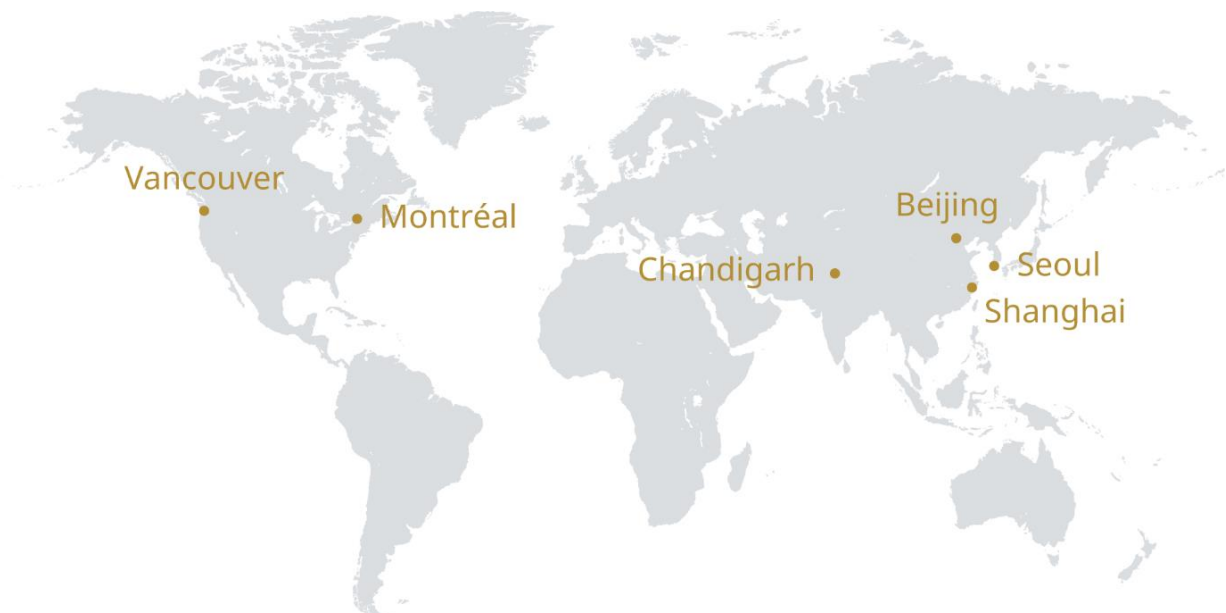 Vancouver
Montréal
Beijing
Chandigarh
Seoul
Shanghai